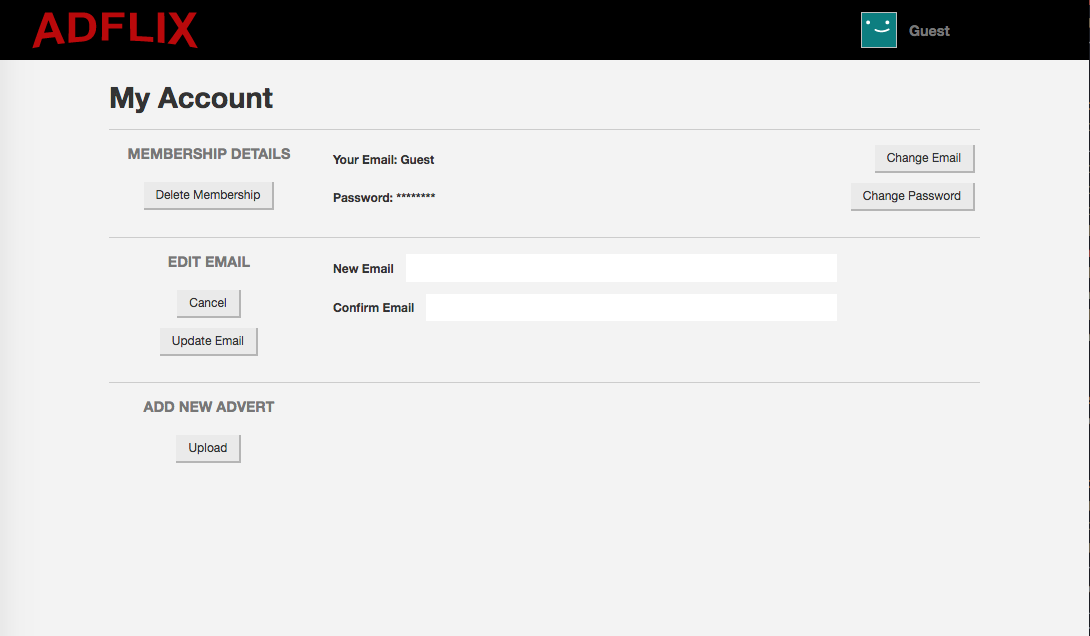 ADFLIX
Guest
My Account
MEMBERSHIP DETAILS
Your Email: Guest
Change Email
Delete Membership
Password: ********
Change Password
EDIT EMAIL
New Email
Cancel
Confirm Email
Update Email
ADD NEW ADVERT
Upload